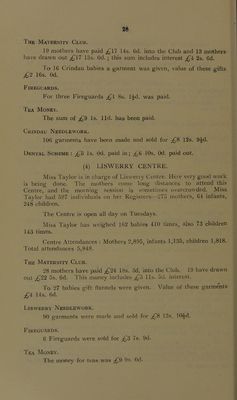 28
The Maternity Club.
19 mothers have paid £17 14s. 6d. into the Club and 13 mothers
have drawn out £17 13s. 0d.; this sum includes interest £4 2s. 0d.
To 16 Crindau babies a garment was given, value of these gifts
£2 16s. 0d.
Fireguards.
For three Fireguards £1 8s. 1½d. was paid.
Tea Money.
The sum of £9 1s. 11d. has been paid.
Crindau Needlework.
106 garments have been made and sold for £8 12s. 9½d.
Dental Scheme: £5 1s. 0d. paid in; £6 10s. 0d. paid out.
(4) LISWERRY CENTRE.
Miss Taylor is in charge of Liswerry Centre. Here very good work
is being done. The mothers come long distances to attend this
Centre, and the morning session is sometimes overcrowded. Miss
Taylor had 587 individuals on her Registers—275 mothers, 64 infants,
248 children.
The Centre is open all day on Tuesdays.
Miss Taylor has weighed 162 babies 410 times, also 73 children
143 times.
Centre Attendances: Mothers 2,895, infants 1,135, children 1,818.
Total attendances 5,848.
The Maternity Club.
28 mothers have paid £24 18s. 3d. into the Club. 19 have drawn
out £22 5s. 6d. This money includes £3 11s. 5d. interest.
To 27 babies gift flannels were given. Value of these garments
£4 14s. 6d.
Liswerry Needlework.
90 garments were made and sold for £8 12s. 10½d.
Fireguards.
6 Fireguards were sold for £3 7s. 9d.
Tea Money.
The money for teas was £9 9s. 0d.